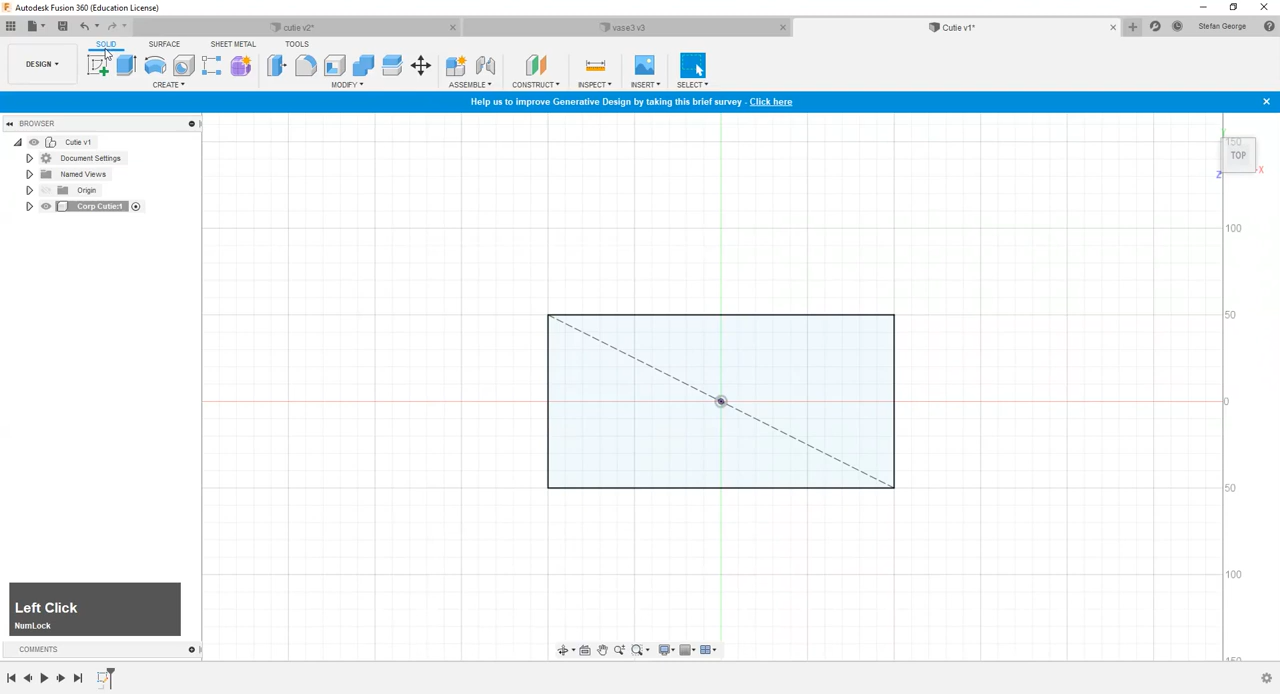 Autodesk Fusion 360 (Education License)
cutie v2*
vase3 v3
Cutie v1*
Stefan George
DESIGN
SOLID
SURFACE
SHEET METAL
TOOLS
CREATE
MODIFY
ASSEMBLE
CONSTRUCT
INSPECT
INSERT
SELECT
Help us to improve Generative Design by taking this brief survey - Click here
BROWSER
Cutie v1
Document Settings
Named Views
Origin
Corp Cutie:1
TOP
Y
X
Z
150
100
50
0
50
100
150
Left Click
NumLock
COMMENTS